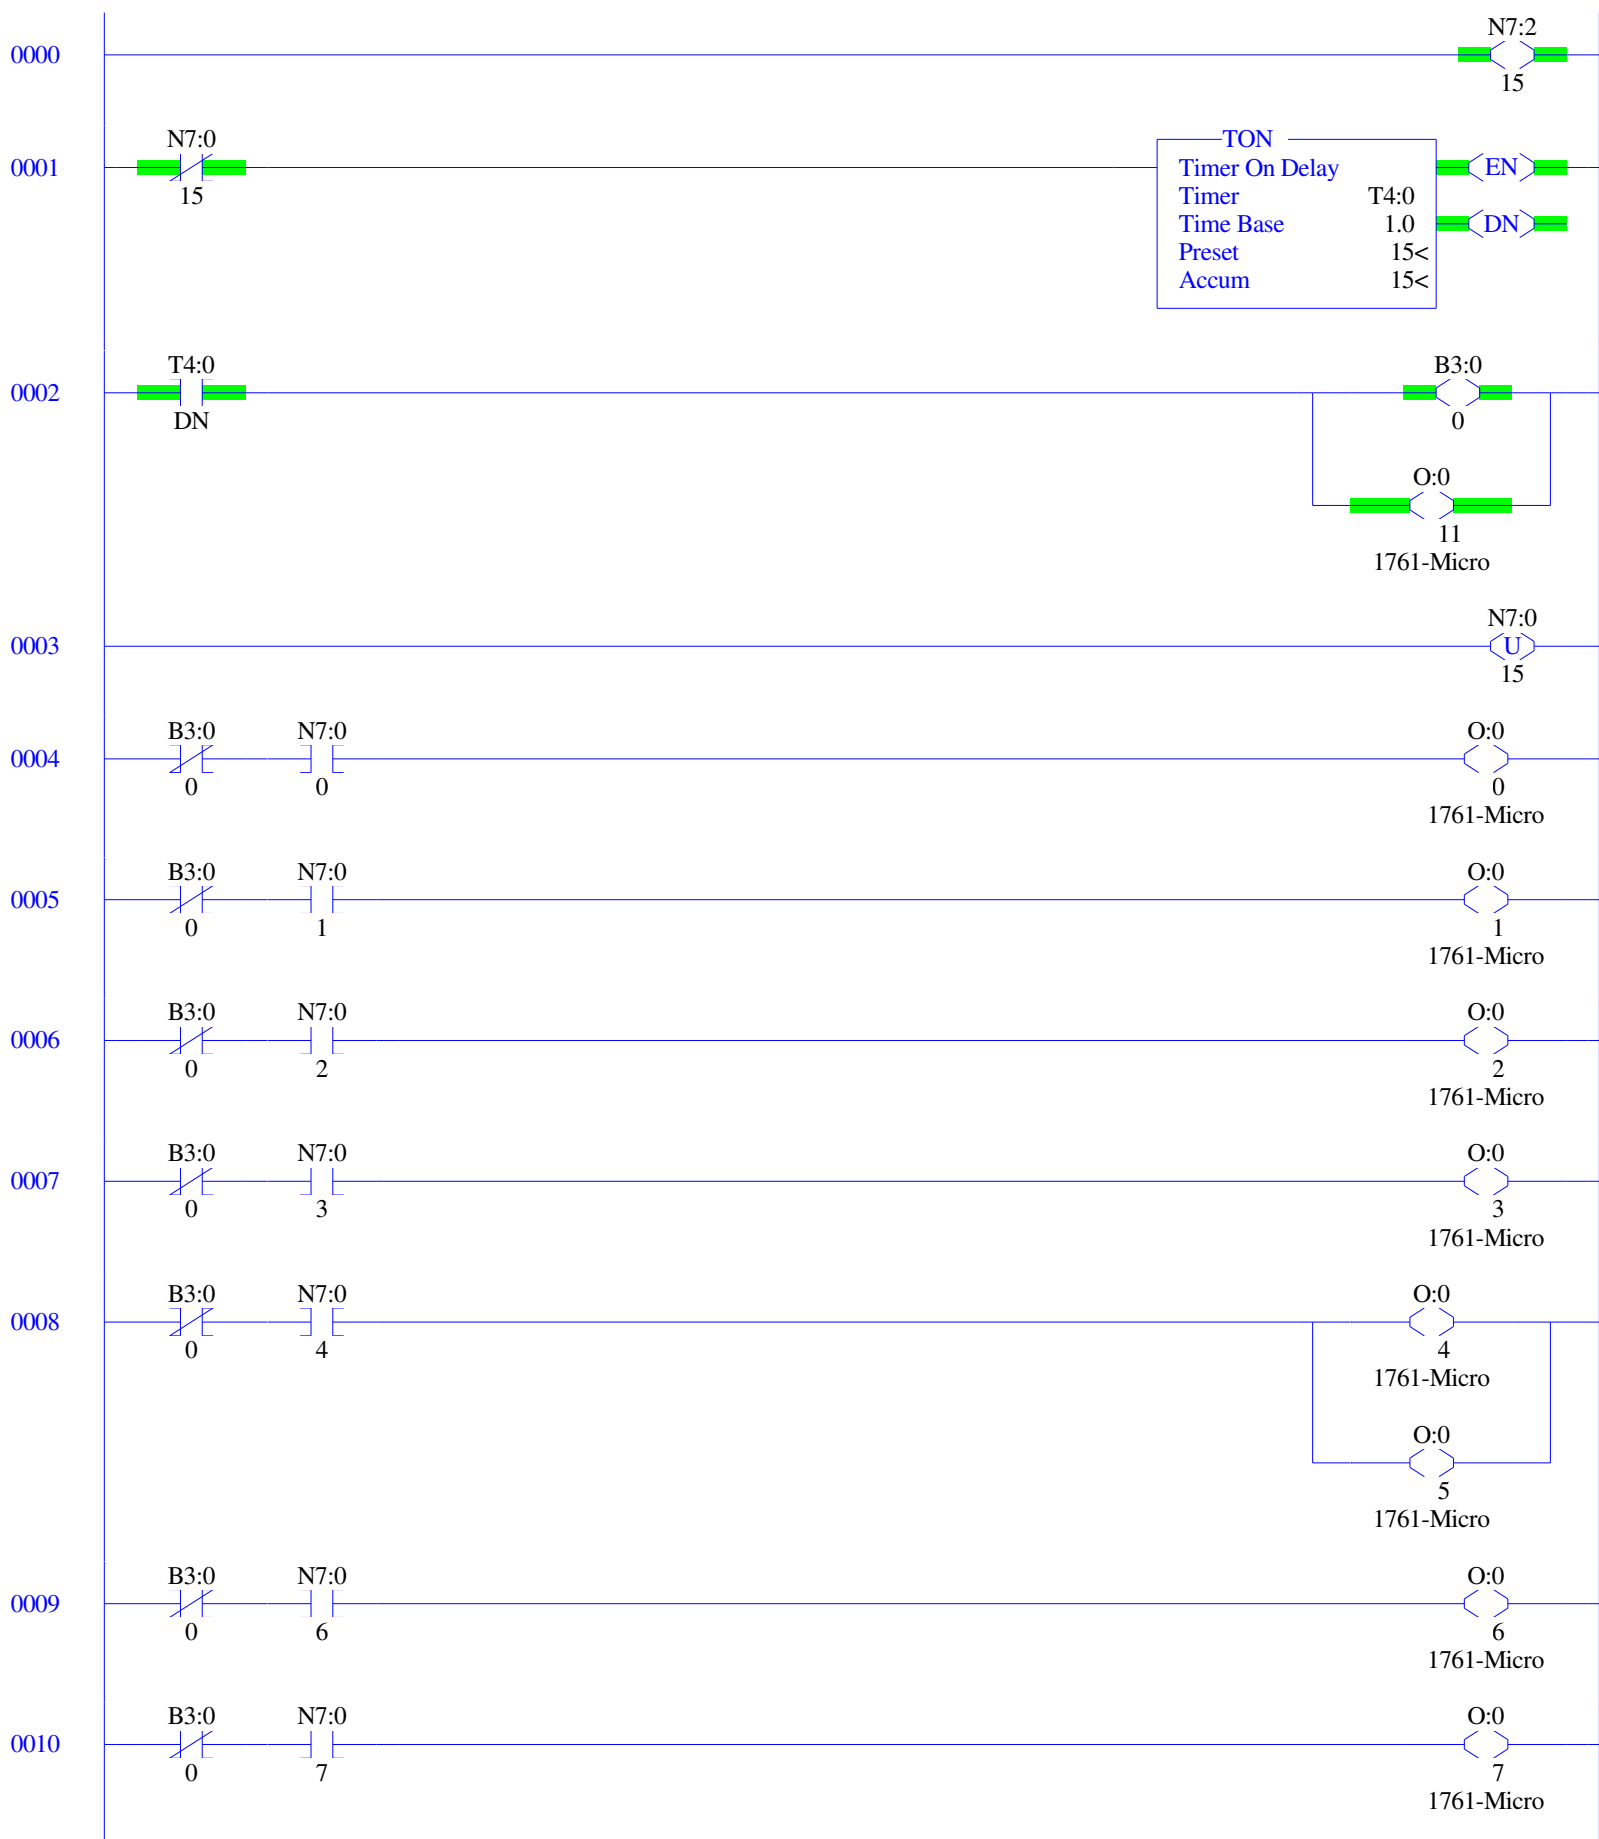 N7:2
0000
15
N7:0
TON
0001
Timer On Delay
EN
15
Timer T4:0
Time Base 1.0
DN
Preset 15<
Accum 15<
T4:0
B3:0
0002
DN
0
O:0
11
1761-Micro
N7:0
0003
U
15
B3:0 N7:0 O:0
0004
0 0 0
1761-Micro
B3:0 N7:0 O:0
0005
0 1 1
1761-Micro
B3:0 N7:0 O:0
0006
0 2 2
1761-Micro
B3:0 N7:0 O:0
0007
0 3 3
1761-Micro
B3:0 N7:0 O:0
0008
0 4 4
1761-Micro
O:0
5
1761-Micro
B3:0 N7:0 O:0
0009
0 6 6
1761-Micro
B3:0 N7:0 O:0
0010
0 7 7
1761-Micro